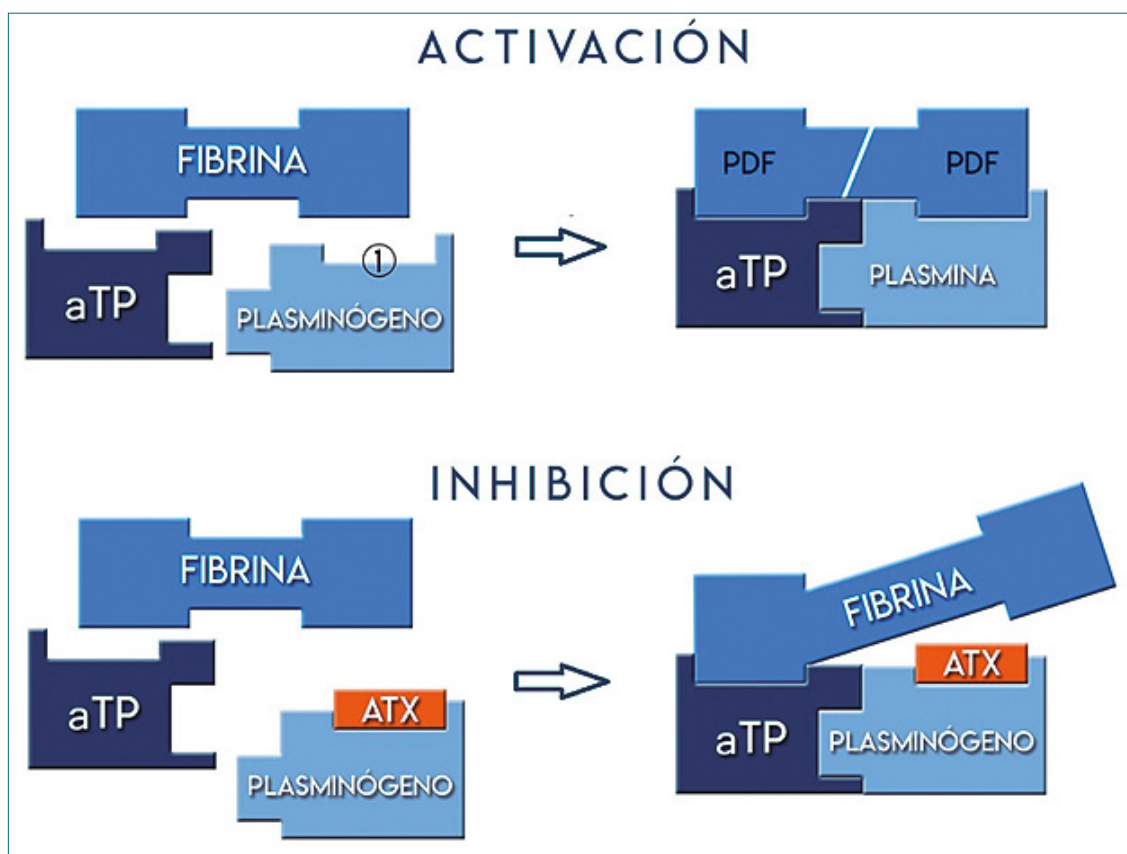 ACTIVACIÓN
FIBRINA
aTP
①
PLASMINÓGENO
PDF
PDF
aTP
PLASMINA
INHIBICIÓN
FIBRINA
aTP
ATX
PLASMINÓGENO
FIBRINA
ATX
aTP
PLASMINÓGENO